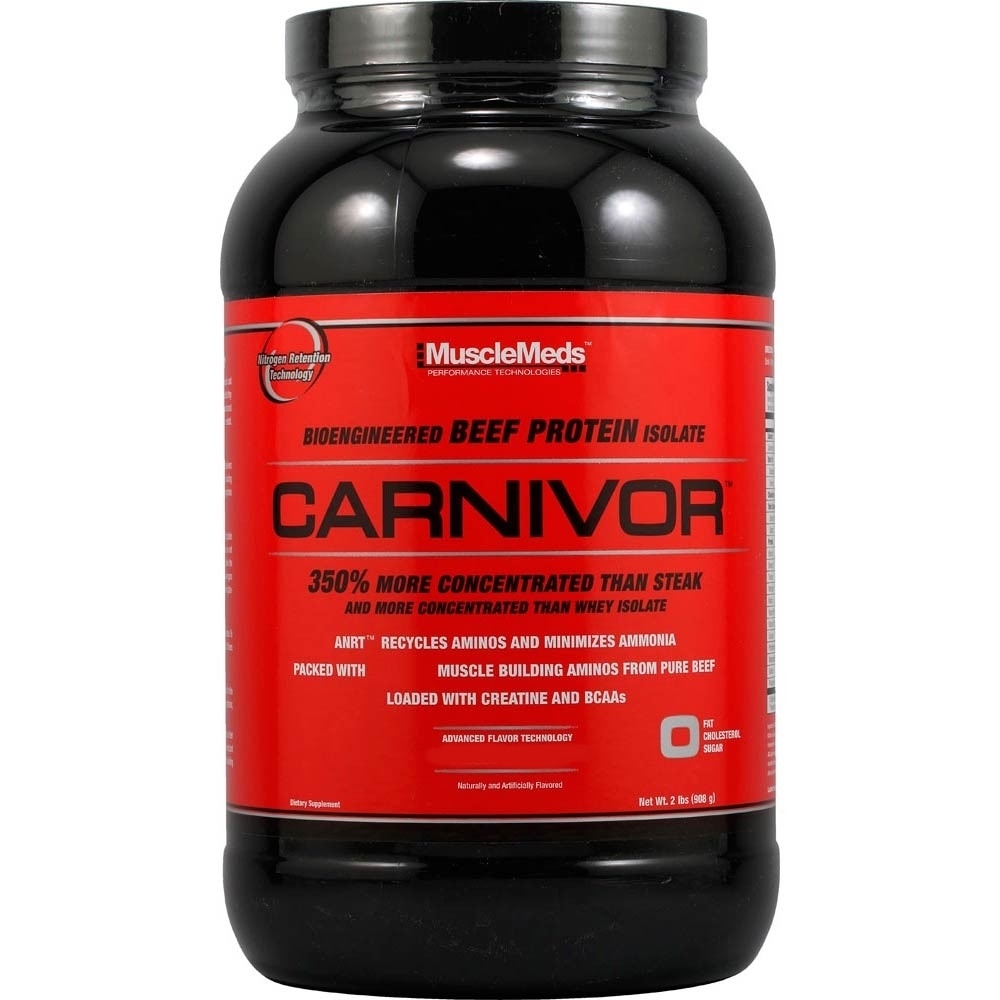 Nitrogen Retention
Technology
MuscleMeds™
PERFORMANCE TECHNOLOGIES
BIOENGINEERED BEEF PROTEIN ISOLATE
CARNIVOR™
350% MORE CONCENTRATED THAN STEAK
AND MORE CONCENTRATED THAN WHEY ISOLATE
ANRT™ RECYCLES AMINOS AND MINIMIZES AMMONIA
PACKED WITH MUSCLE BUILDING AMINOS FROM PURE BEEF
LOADED WITH CREATINE AND BCAAs
ADVANCED FLAVOR TECHNOLOGY
0 FAT
CHOLESTEROL
SUGAR
Naturally and Artificially Flavored
Dietary Supplement
Net Wt. 2 lbs (908 g)